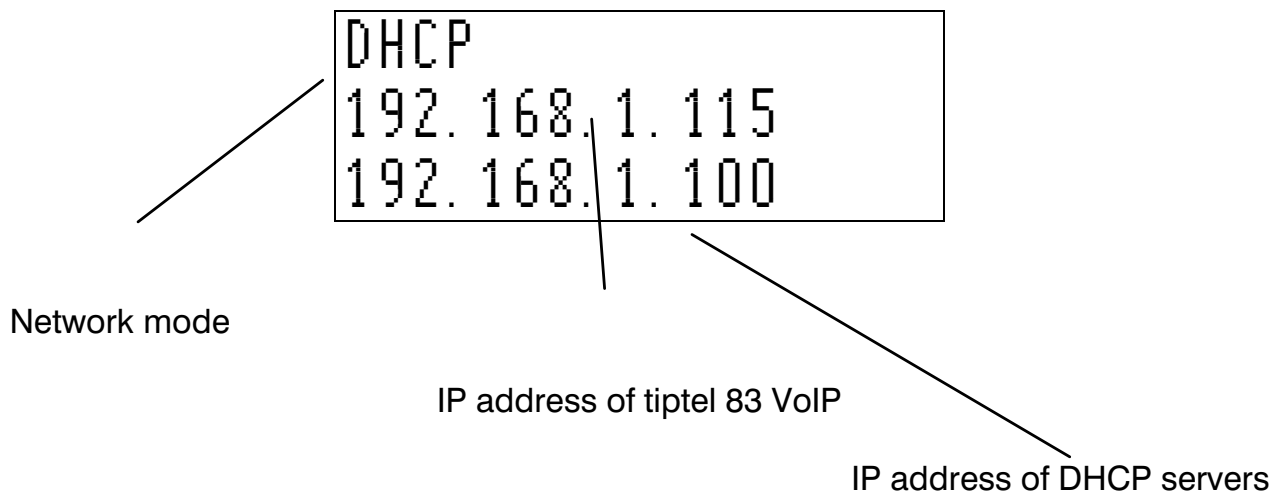 DHCP
192.168.1.115
192.168.1.100
Network mode
IP address of tiptel 83 VoIP
IP address of DHCP servers